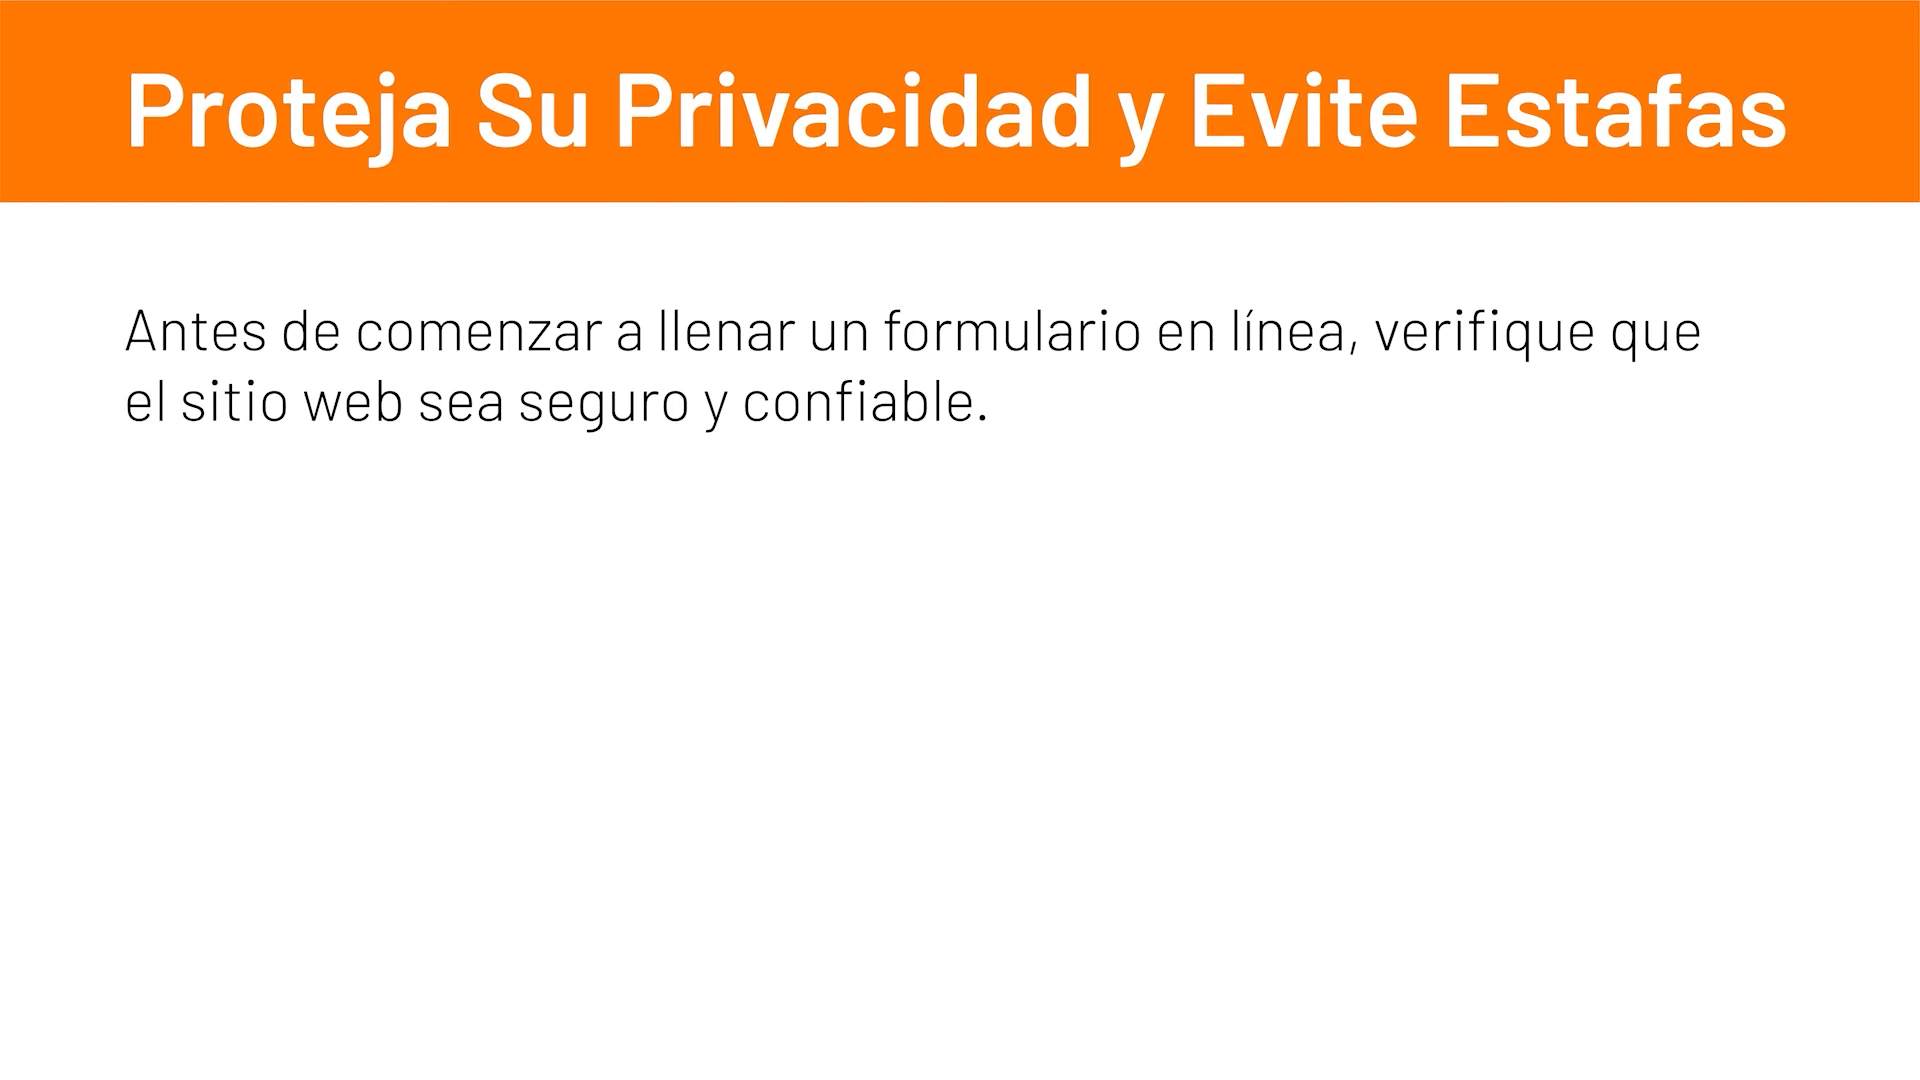 Proteja Su Privacidad y Evite Estafas
Antes de comenzar a llenar un formulario en línea, verifique que
el sitio web sea seguro y confiable.